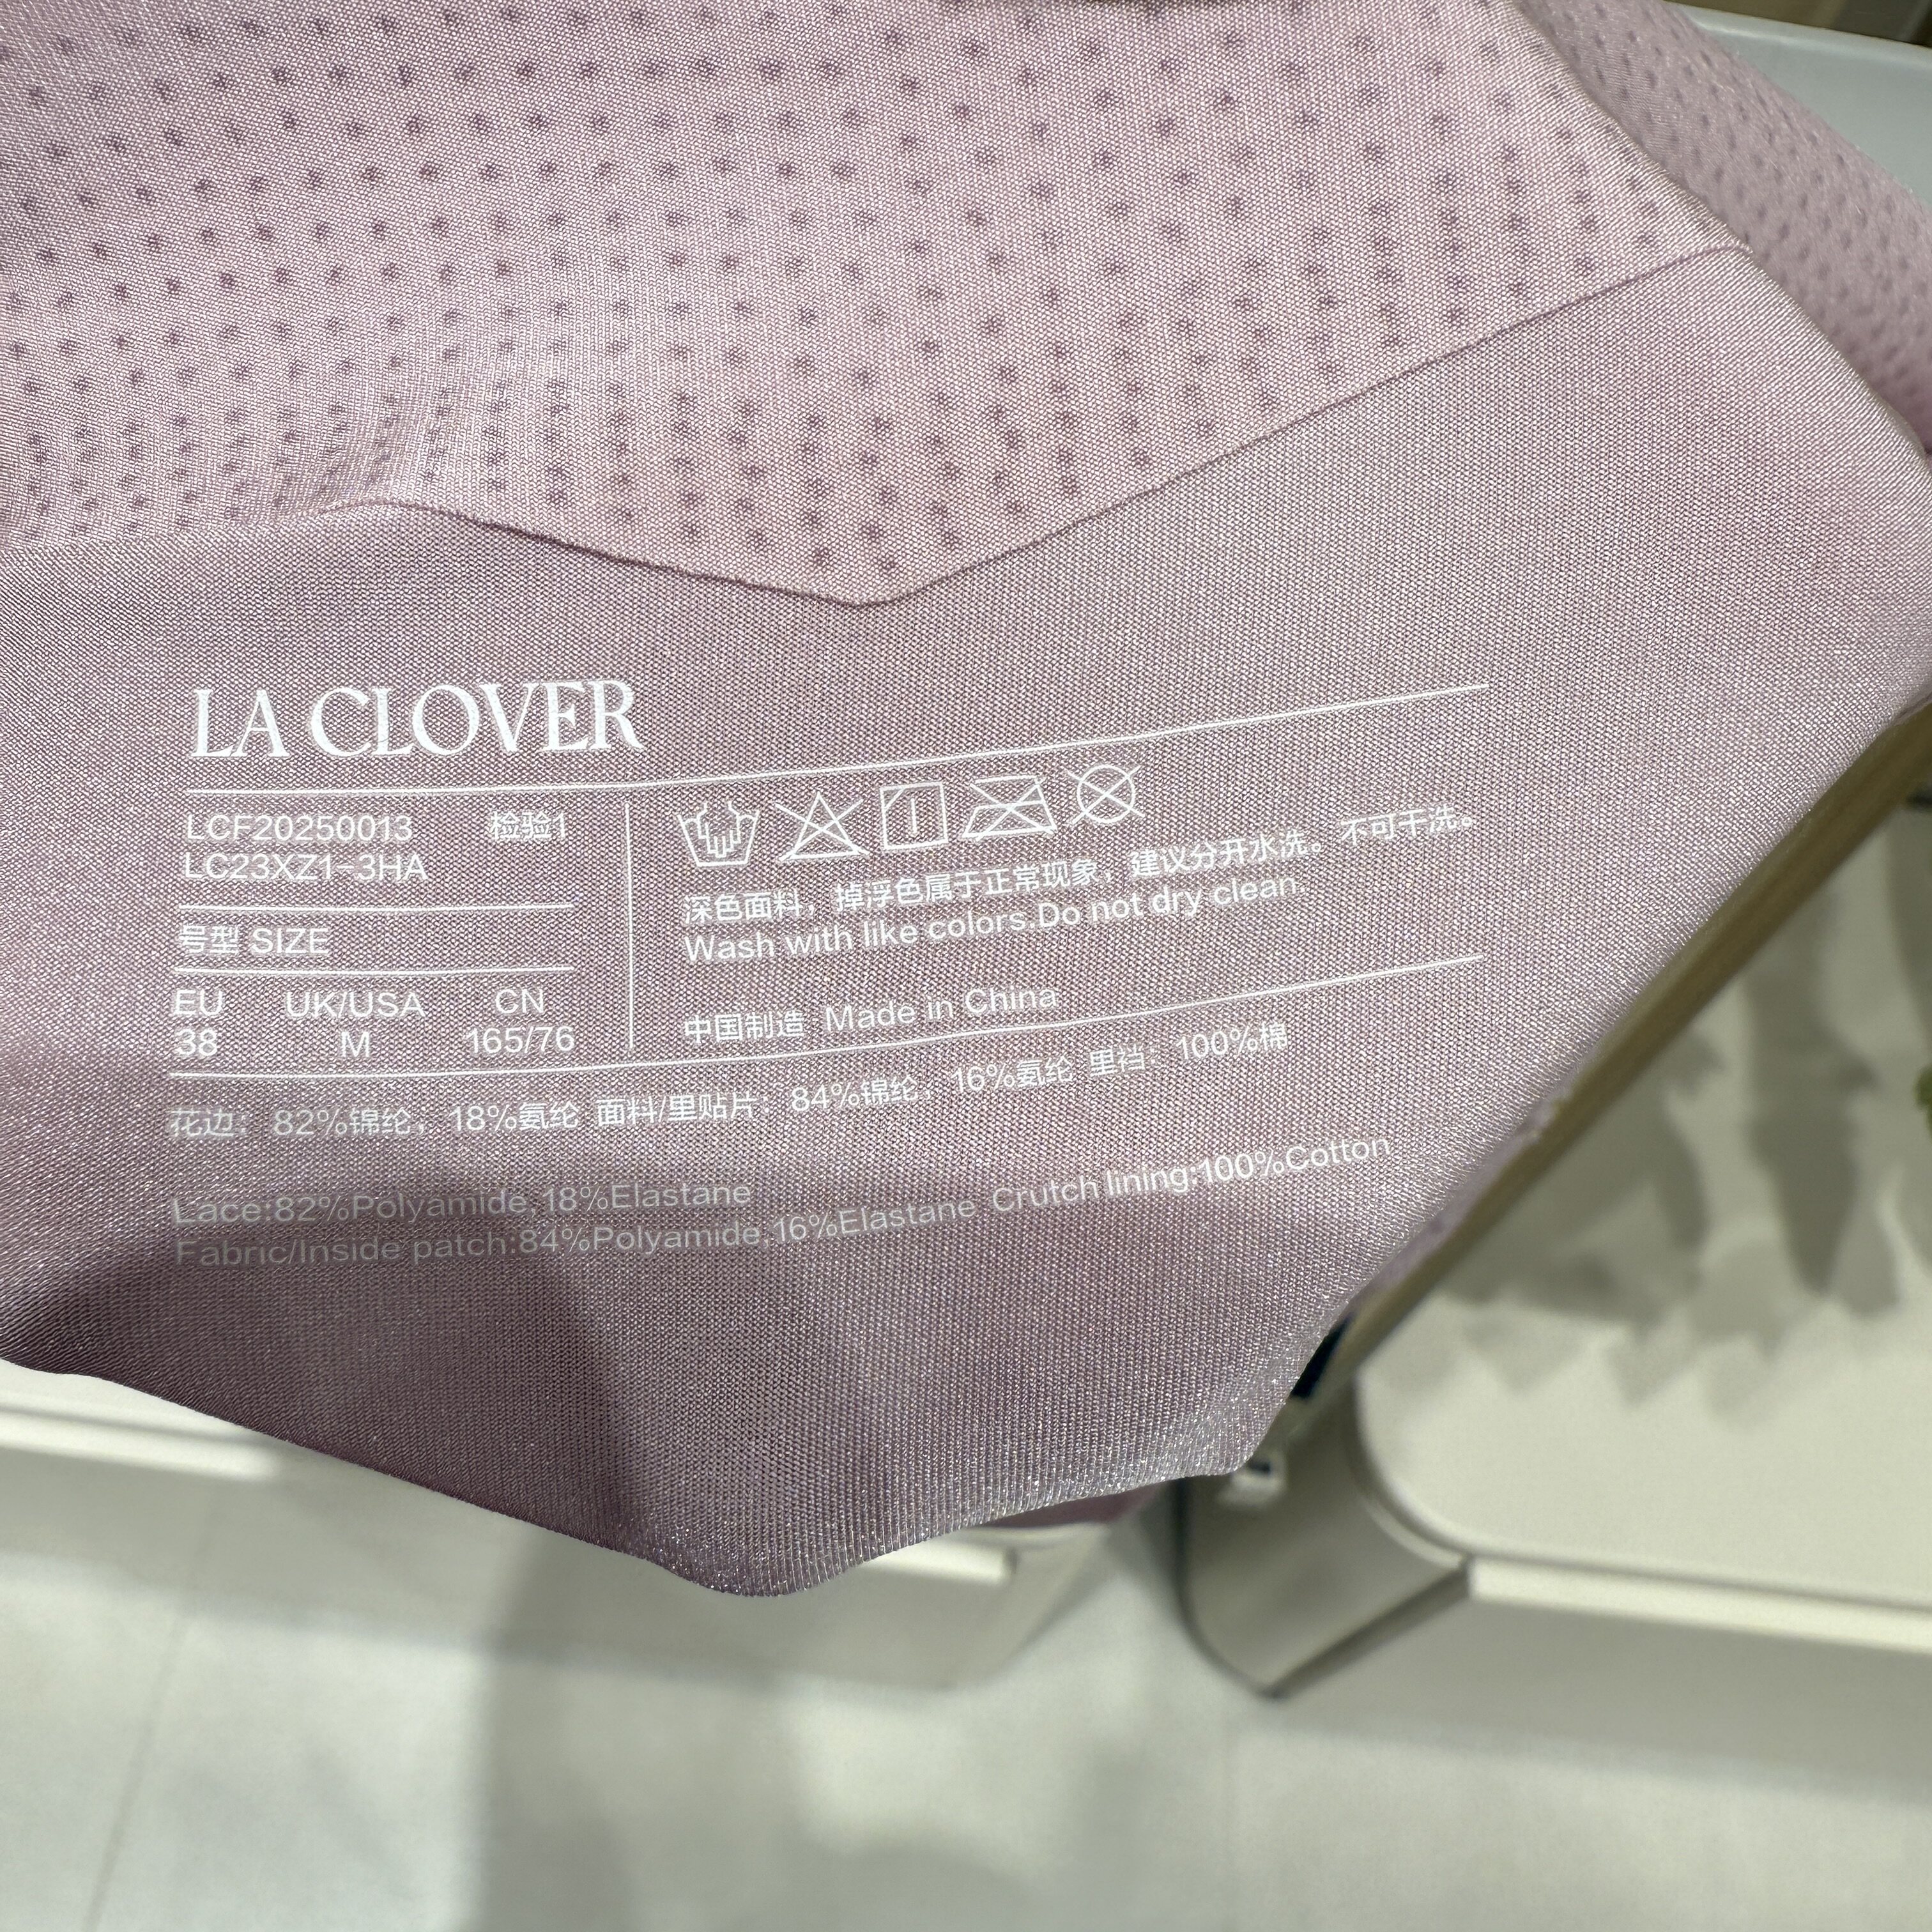 LA CLOVER
LCF20250013 检验1
LC23XZ1-3HA
号型 SIZE
EU UK/USA CN
38 M 165/76
深色面料，掉浮色属于正常现象，建议分开水洗。不可干洗。
Wash with like colors.Do not dry clean.
中国制造 Made in China
花边：82%锦纶，18%氨纶 面料/里贴片：84%锦纶，16%氨纶 里裆：100%棉
Lace:82%Polyamide,18%Elastane
Fabric/Inside patch:84%Polyamide,16%Elastane Crutch lining:100%Cotton